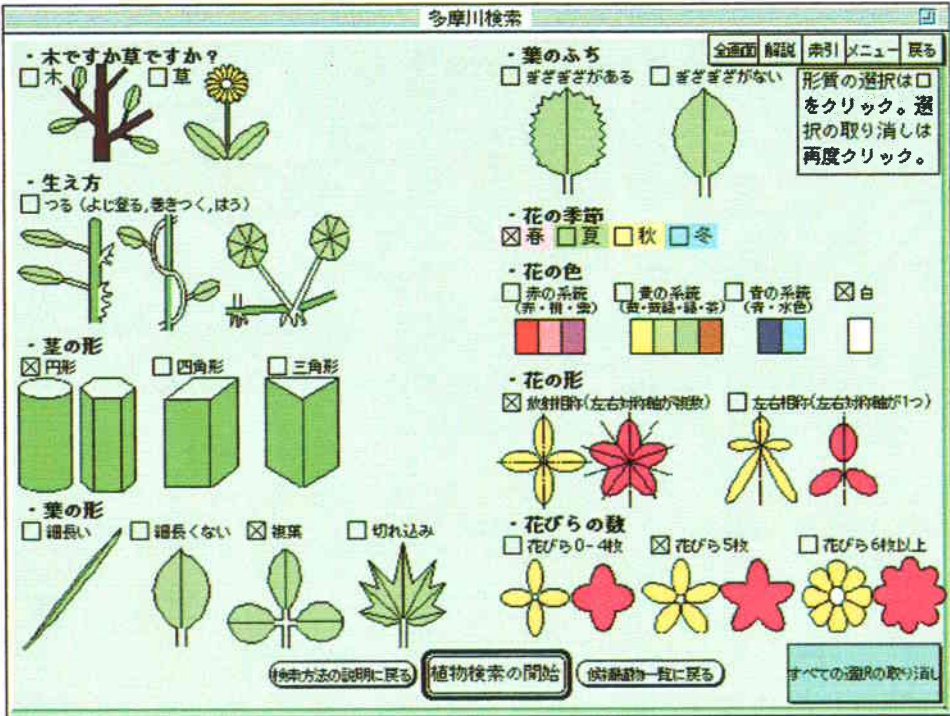 多摩川検索
全画面 解説 索引 メニュー 戻る
・木ですか草ですか?
木 草
・生え方
つる(よじ登る,巻きつく,はう)
・茎の形
円形 四角形 三角形
・葉の形
細長い 細長くない 複葉 切れ込み
・葉のふち
ぎざぎざがある ぎざぎざがない
形質の選択は□
をクリック。選
択の取り消しは
再度クリック。
・花の季節
春 夏 秋 冬
・花の色
赤の系統 黄の系統 青の系統 白
(赤・桃・紫) (黄・黄緑・緑・茶) (青・水色)
・花の形
放射相称(左右対称軸が複数) 左右相称(左右対称軸が1つ)
・花びらの数
花びら0-4枚 花びら5枚 花びら6枚以上
検索方法の説明に戻る 植物検索の開始 候補植物一覧に戻る すべての選択の取り消し